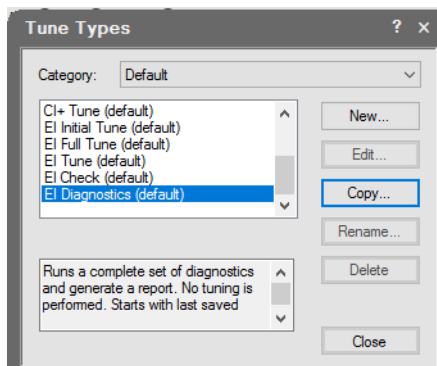 Tune Types ? ×
Category: Default
CI+ Tune (default)
EI Initial Tune (default)
EI Full Tune (default)
EI Tune (default)
EI Check (default)
EI Diagnostics (default)
New...
Edit...
Copy...
Rename...
Delete
Runs a complete set of diagnostics
and generate a report. No tuning is
performed. Starts with last saved
Close